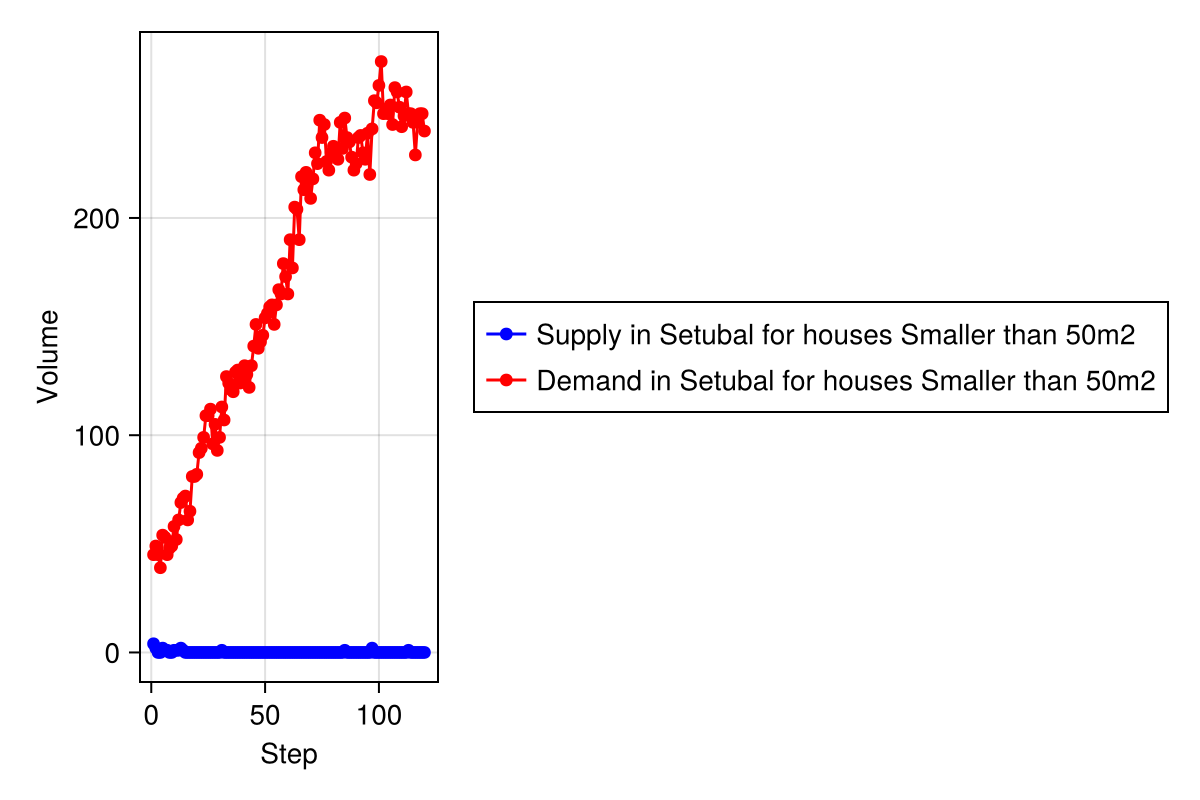 Volume
200
100
0
0
50
100
Step
Supply in Setubal for houses Smaller than 50m2
Demand in Setubal for houses Smaller than 50m2